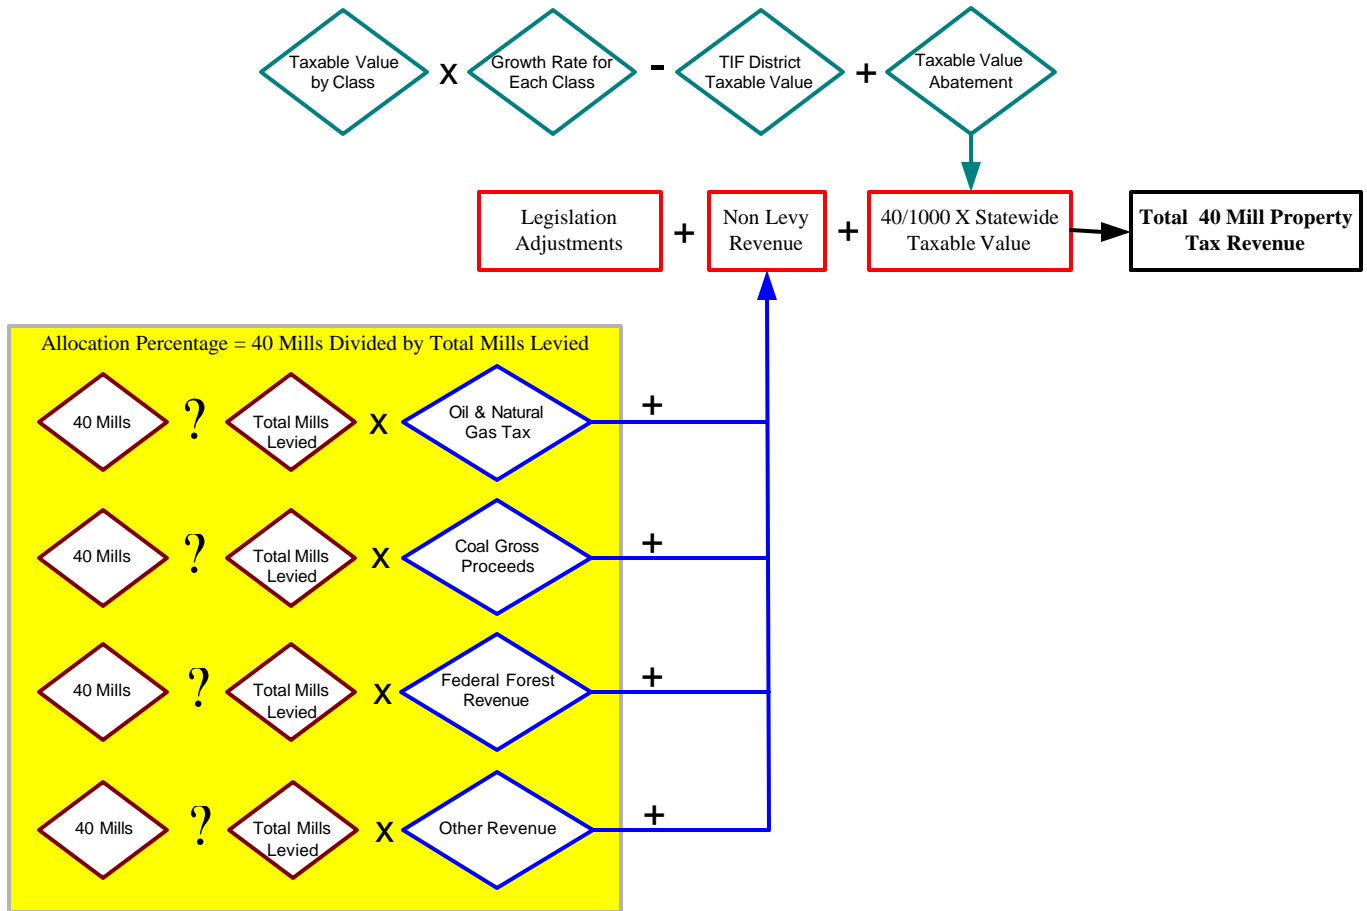 Taxable Value
by Class
X
Growth Rate for
Each Class
-
TIF District
Taxable Value
+
Taxable Value
Abatement
Legislation
Adjustments
+
Non Levy
Revenue
+
40/1000 X Statewide
Taxable Value
Total 40 Mill Property
Tax Revenue
Allocation Percentage = 40 Mills Divided by Total Mills Levied
40 Mills
?
Total Mills
Levied
X
Oil & Natural
Gas Tax
+
40 Mills
?
Total Mills
Levied
X
Coal Gross
Proceeds
+
40 Mills
?
Total Mills
Levied
X
Federal Forest
Revenue
+
40 Mills
?
Total Mills
Levied
X
Other Revenue
+